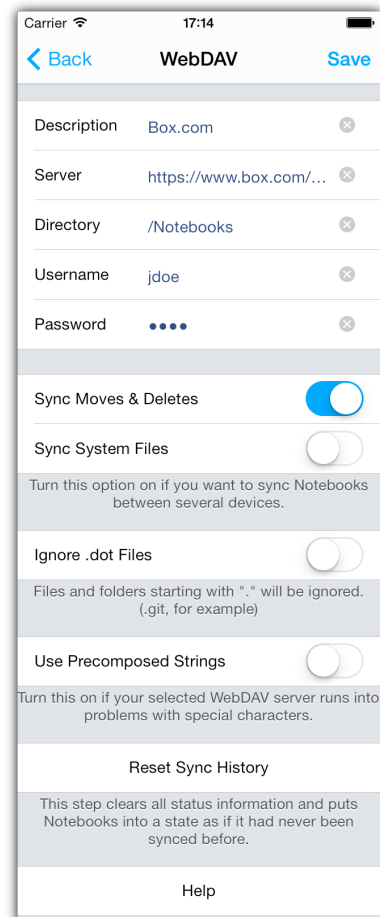 Carrier 17:14
Back WebDAV Save
Description Box.com
Server https://www.box.com/...
Directory /Notebooks
Username jdoe
Password ••••
Sync Moves & Deletes
Sync System Files
Turn this option on if you want to sync Notebooks
between several devices.
Ignore .dot Files
Files and folders starting with "." will be ignored.
(.git, for example)
Use Precomposed Strings
Turn this on if your selected WebDAV server runs into
problems with special characters.
Reset Sync History
This step clears all status information and puts
Notebooks into a state as if it had never been
synced before.
Help